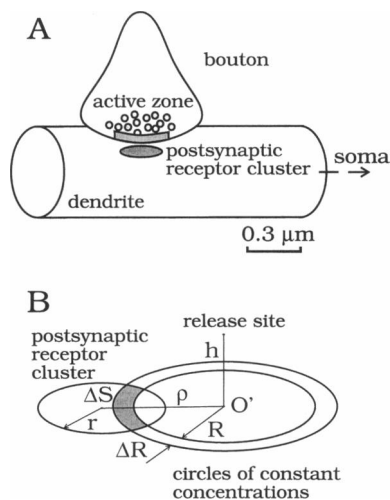 A
bouton
active zone
postsynaptic
receptor cluster
soma
dendrite
0.3 µm
B
release site
postsynaptic
receptor
cluster
h
ΔS
ρ
O'
r
R
ΔR
circles of constant
concentrations